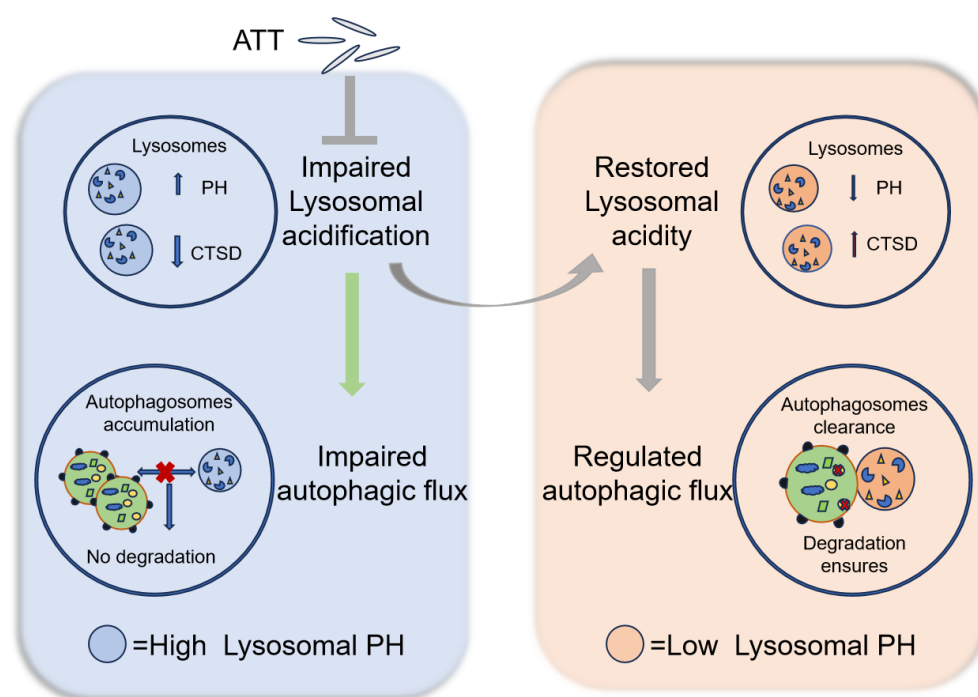 ATT
Lysosomes
PH
CTSD
Impaired
Lysosomal
acidification
Autophagosomes
accumulation
No degradation
Impaired
autophagic flux
=High Lysosomal PH
Restored
Lysosomal
acidity
Lysosomes
PH
CTSD
Regulated
autophagic flux
Autophagosomes
clearance
Degradation
ensures
=Low Lysosomal PH